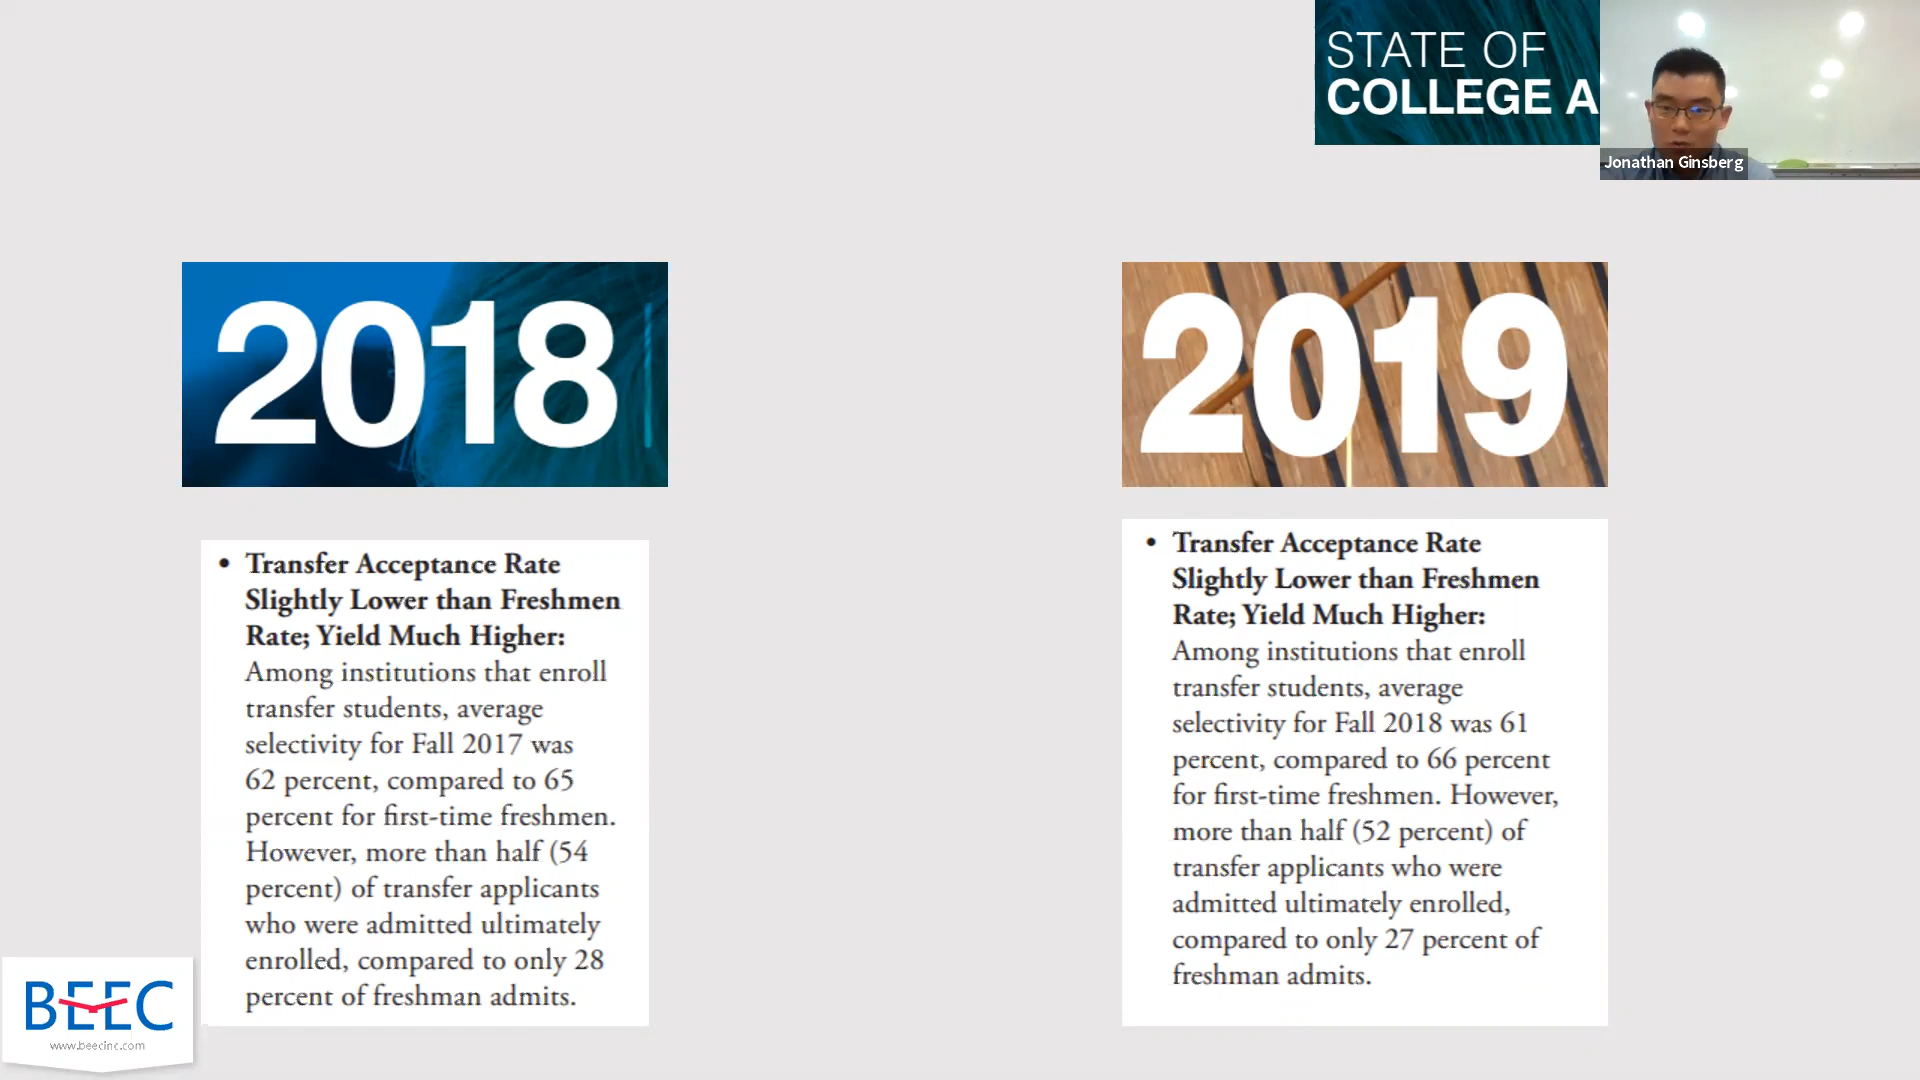 STATE OF
COLLEGE A
Jonathan Ginsberg
2018
2019
• Transfer Acceptance Rate
Slightly Lower than Freshmen
Rate; Yield Much Higher:
Among institutions that enroll
transfer students, average
selectivity for Fall 2017 was
62 percent, compared to 65
percent for first-time freshmen.
However, more than half (54
percent) of transfer applicants
who were admitted ultimately
enrolled, compared to only 28
percent of freshman admits.
• Transfer Acceptance Rate
Slightly Lower than Freshmen
Rate; Yield Much Higher:
Among institutions that enroll
transfer students, average
selectivity for Fall 2018 was 61
percent, compared to 66 percent
for first-time freshmen. However,
more than half (52 percent) of
transfer applicants who were
admitted ultimately enrolled,
compared to only 27 percent of
freshman admits.
BEEC
www.beecinc.com